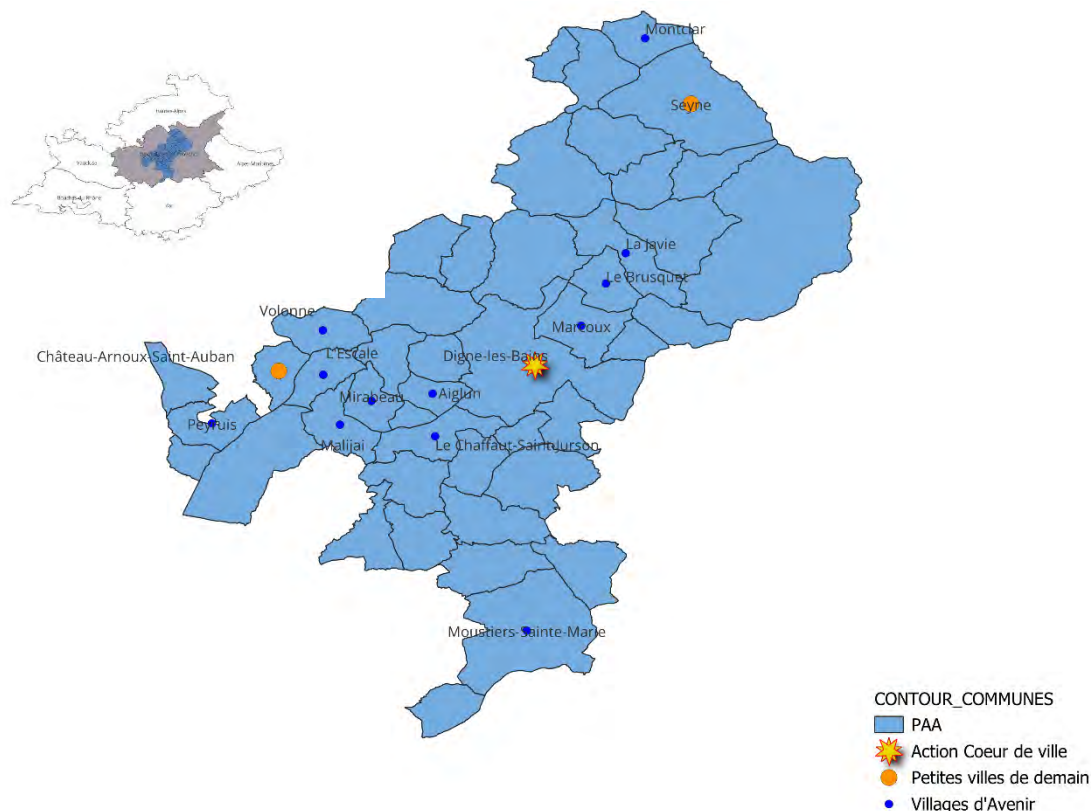 Montclar
Seyne
La Javie
Le Brusquet
Marcoux
Volonne
Château-Arnoux-Saint-Auban
L'Escale
Digne-les-Bains
Mirabeau
Aiglun
Peyruis
Malijai
Le Chaffaut-Saint-Jurson
Moustiers-Sainte-Marie
CONTOUR_COMMUNES
PAA
Action Coeur de ville
Petites villes de demain
Villages d'Avenir